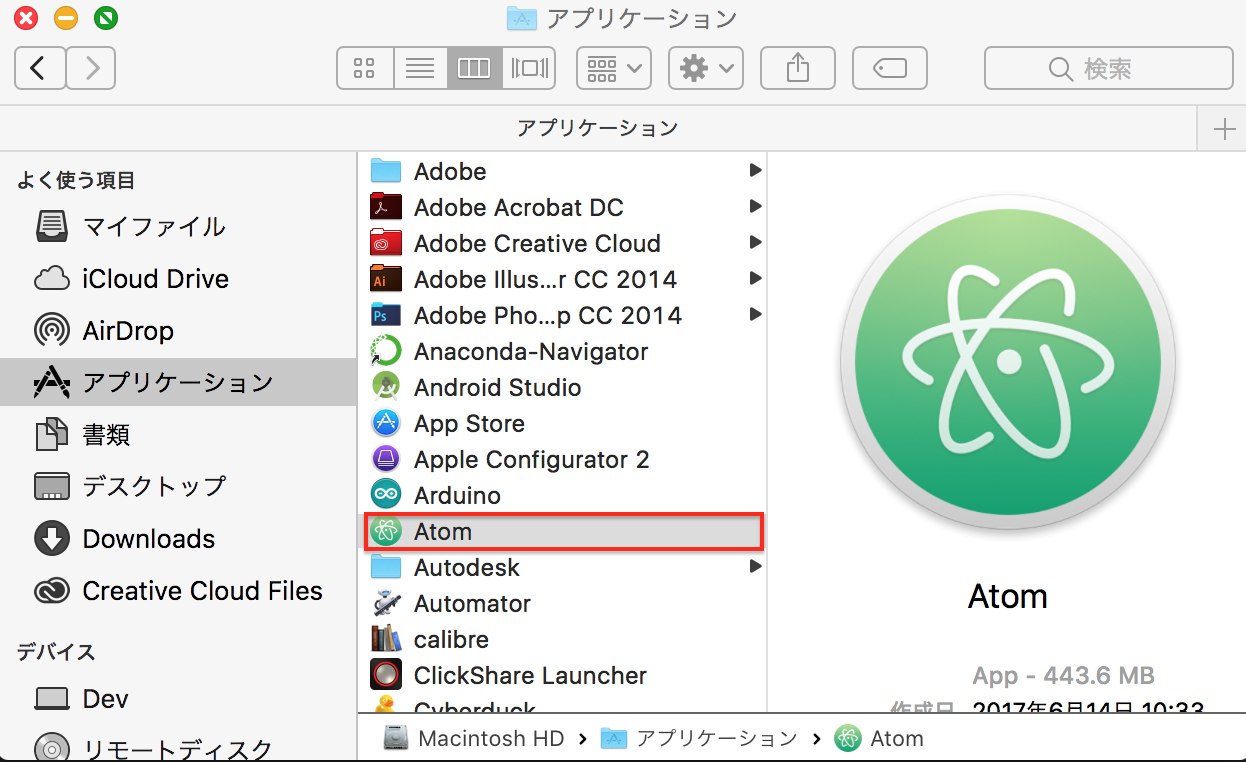 アプリケーション
検索
アプリケーション
よく使う項目
マイファイル
iCloud Drive
AirDrop
アプリケーション
書類
デスクトップ
Downloads
Creative Cloud Files
デバイス
Dev
リモートディスク
Adobe
Adobe Acrobat DC
Adobe Creative Cloud
Adobe Illus...r CC 2014
Adobe Pho...p CC 2014
Anaconda-Navigator
Android Studio
App Store
Apple Configurator 2
Arduino
Atom
Autodesk
Automator
calibre
ClickShare Launcher
Cyberduck
Atom
App - 443.6 MB
作成日 2017年6月14日 10:33
Macintosh HD › アプリケーション › Atom